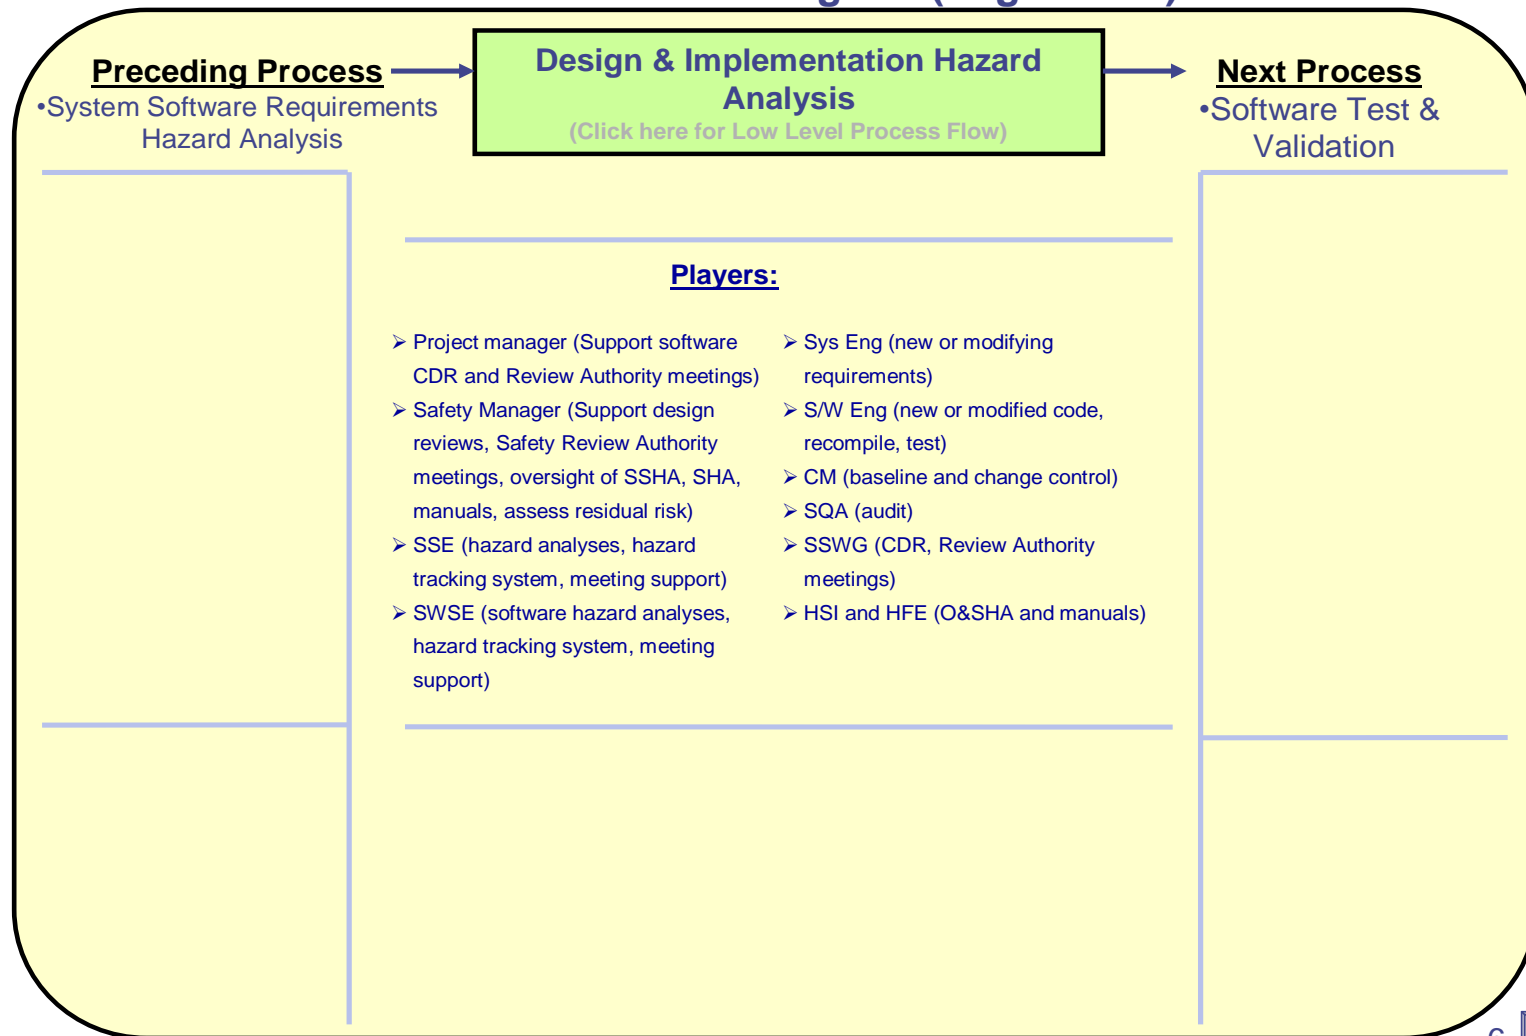 Preceding Process
•System Software Requirements
Hazard Analysis
Design & Implementation Hazard
Analysis
(Click here for Low Level Process Flow)
Next Process
•Software Test &
Validation
Players:
➢ Project manager (Support software
CDR and Review Authority meetings)
➢ Safety Manager (Support design
reviews, Safety Review Authority
meetings, oversight of SSHA, SHA,
manuals, assess residual risk)
➢ SSE (hazard analyses, hazard
tracking system, meeting support)
➢ SWSE (software hazard analyses,
hazard tracking system, meeting
support)
➢ Sys Eng (new or modifying
requirements)
➢ S/W Eng (new or modified code,
recompile, test)
➢ CM (baseline and change control)
➢ SQA (audit)
➢ SSWG (CDR, Review Authority
meetings)
➢ HSI and HFE (O&SHA and manuals)